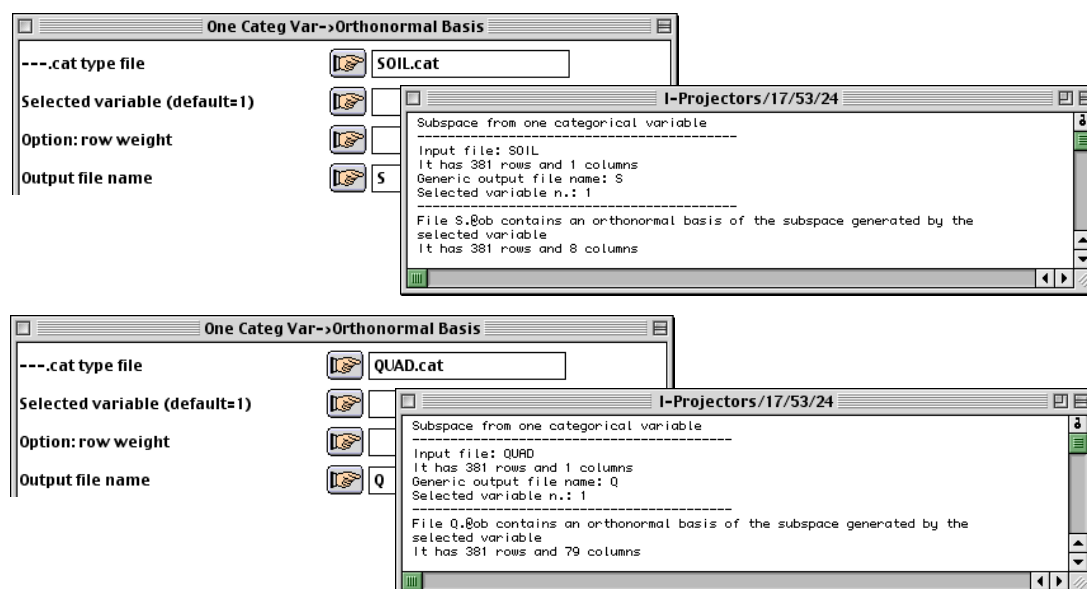 One Categ Var->Orthonormal Basis
---.cat type file
SOIL.cat
Selected variable (default=1)
Option: row weight
Output file name
S
I-Projectors/17/53/24
Subspace from one categorical variable
----------------------------------------
Input file: SOIL
It has 381 rows and 1 columns
Generic output file name: S
Selected variable n.: 1
----------------------------------------
File S.@ob contains an orthonormal basis of the subspace generated by the
selected variable
It has 381 rows and 8 columns
One Categ Var->Orthonormal Basis
---.cat type file
QUAD.cat
Selected variable (default=1)
Option: row weight
Output file name
Q
I-Projectors/17/53/24
Subspace from one categorical variable
----------------------------------------
Input file: QUAD
It has 381 rows and 1 columns
Generic output file name: Q
Selected variable n.: 1
----------------------------------------
File Q.@ob contains an orthonormal basis of the subspace generated by the
selected variable
It has 381 rows and 79 columns